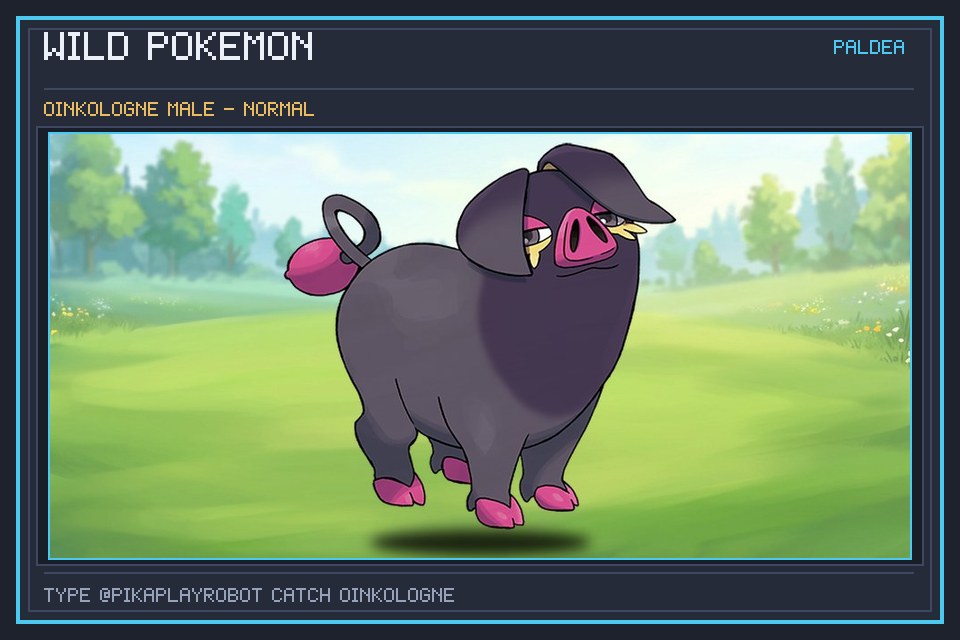 WILD POKEMON
PALDEA
OINKOLOGNE MALE - NORMAL
TYPE @PIKAPLAYROBOT CATCH OINKOLOGNE